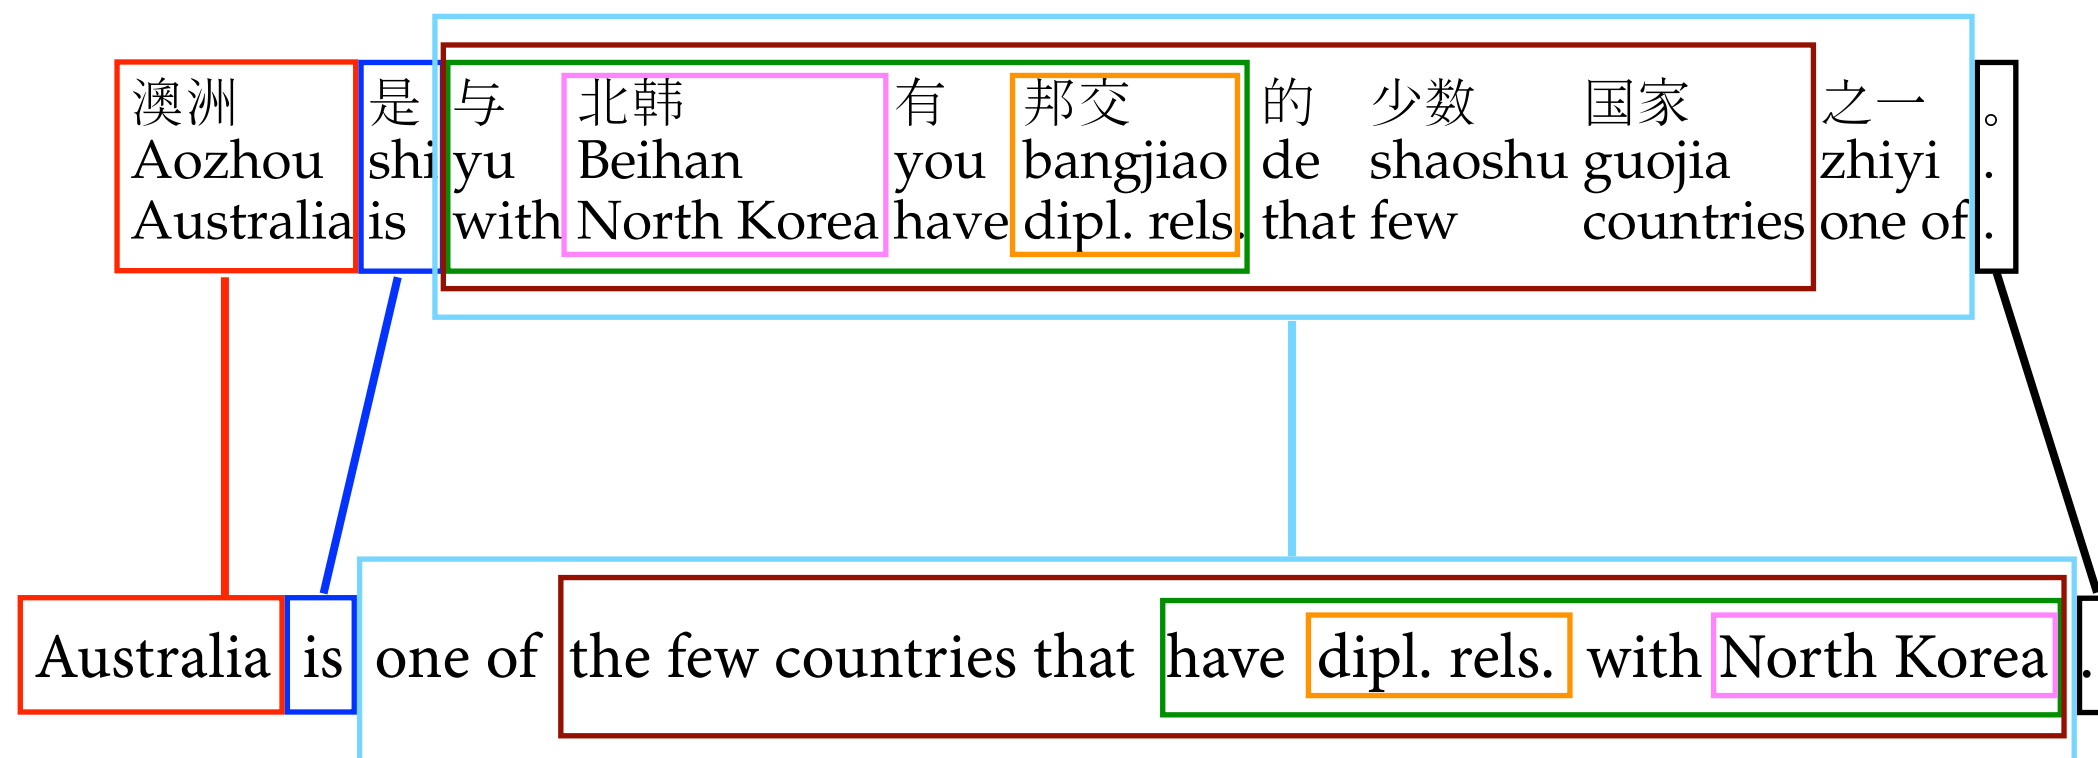 澳洲 是 与 北韩 有 邦交 的 少数 国家 之一 。
Aozhou shi yu Beihan you bangjiao de shaoshu guojia zhiyi .
Australia is with North Korea have dipl. rels. that few countries one of .
Australia is one of the few countries that have dipl. rels. with North Korea .